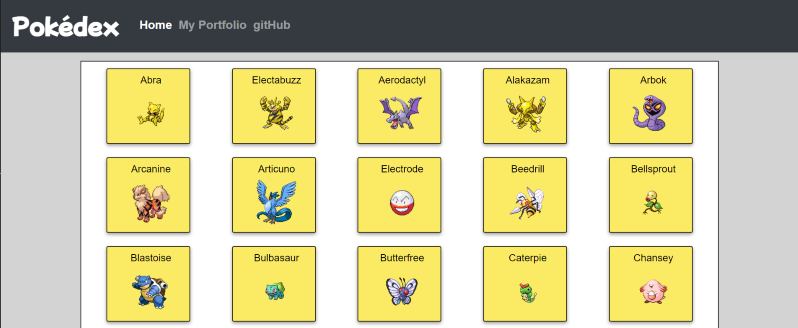 Pokédex Home My Portfolio gitHub
Abra Electabuzz Aerodactyl Alakazam Arbok
Arcanine Articuno Electrode Beedrill Bellsprout
Blastoise Bulbasaur Butterfree Caterpie Chansey